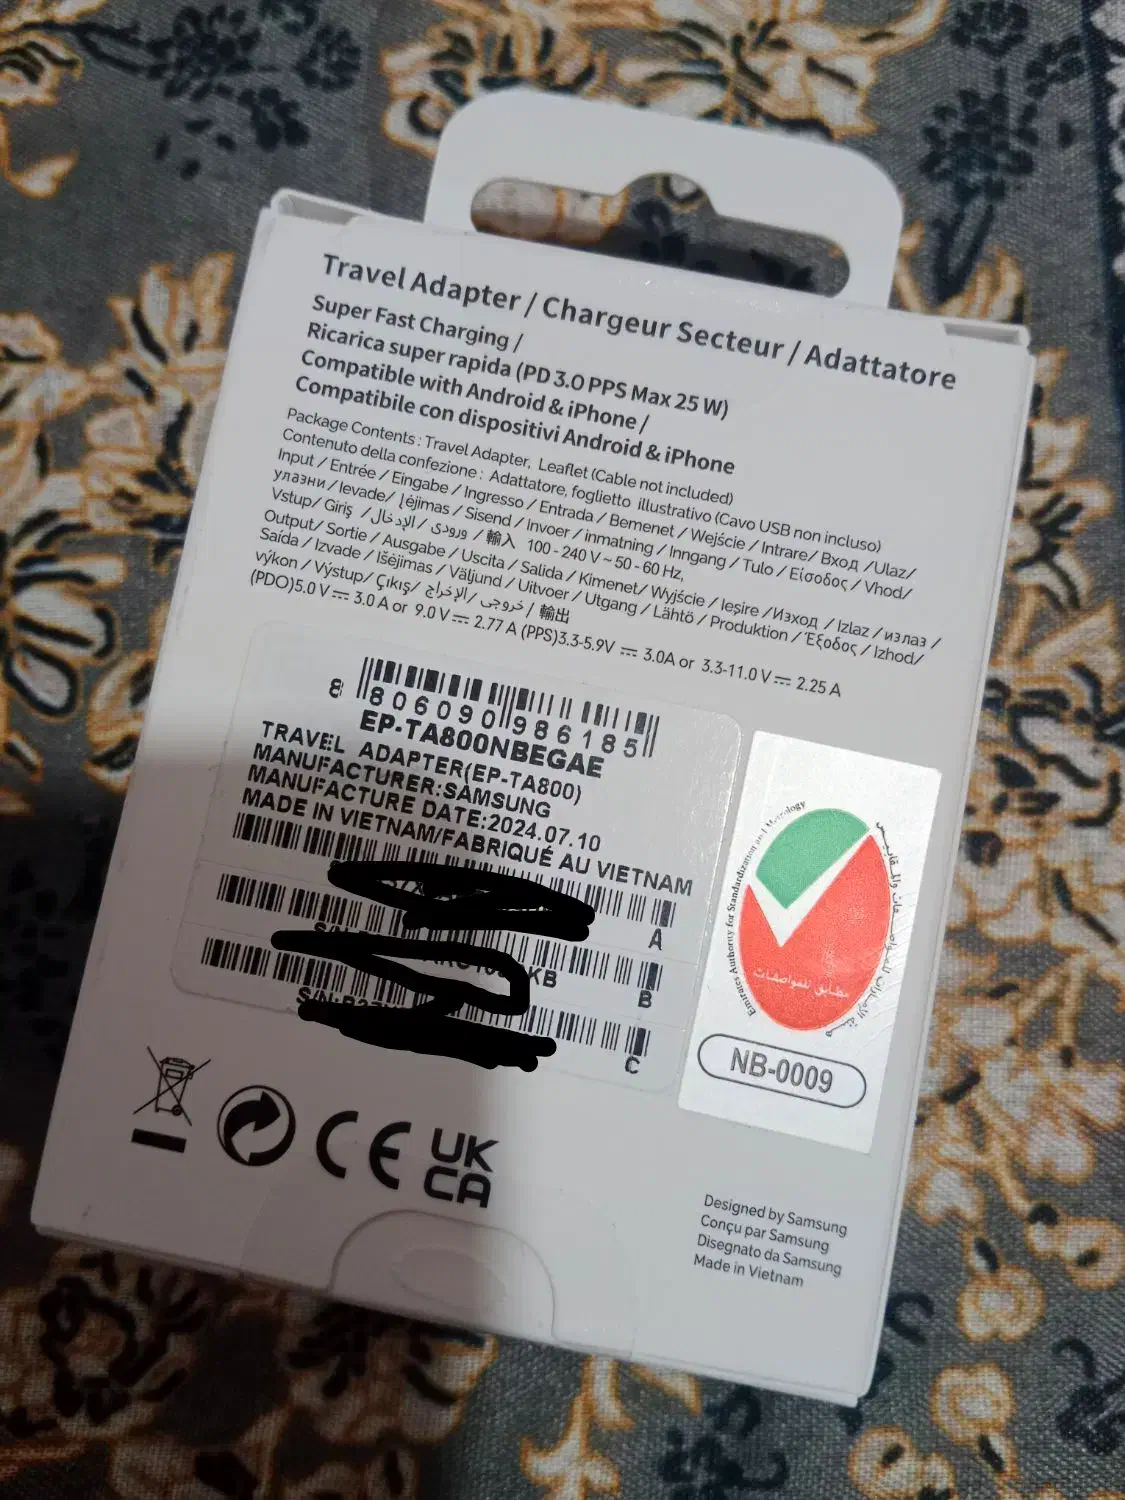 Travel Adapter / Chargeur Secteur / Adattatore
Super Fast Charging /
Ricarica super rapida (PD 3.0 PPS Max 25 W)
Compatible with Android & iPhone /
Compatibile con dispositivi Android & iPhone
Package Contents : Travel Adapter, Leaflet (Cable not included)
Contenuto della confezione : Adattatore, foglietto illustrativo (Cavo USB non incluso)
Input / Entrée / Eingabe / Ingresso / Entrada / Bemenet / Wejście / Intrare / Вход / Ulaz/
улазни / Ievade/ Įėjimas / Sisend / Invoer / inmatning / Inngang / Tulo / Είσοδος / Vhod/
Vstup/ Giriş / الإدخال / ورودی / 輸入 100 - 240 V ~ 50 - 60 Hz,
Output/ Sortie / Ausgabe / Uscita / Salida / Kimenet/ Wyjście / Ieşire / Изход / Izlaz / излаз /
Saída / Izvade / Išėjimas / Väljund / Uitvoer / Utgang / Lähtö / Produktion / Έξοδος / Izhod/
výkon / Výstup/ Çıkış/ الإخراج / خروجی / 輸出
(PDO)5.0 V ⎓ 3.0 A or 9.0 V ⎓ 2.77 A (PPS)3.3-5.9V ⎓ 3.0A or 3.3-11.0 V ⎓ 2.25 A
8 806090 986185
EP-TA800NBEGAE
TRAVEL ADAPTER(EP-TA800)
MANUFACTURER:SAMSUNG
MANUFACTURE DATE:2024.07.10
MADE IN VIETNAM/FABRIQUÉ AU VIETNAM
A
B
C
Emirates Authority for Standardization and Metrology
مطابق للمواصفات
NB-0009
CE
UK
CA
Designed by Samsung
Conçu par Samsung
Disegnato da Samsung
Made in Vietnam